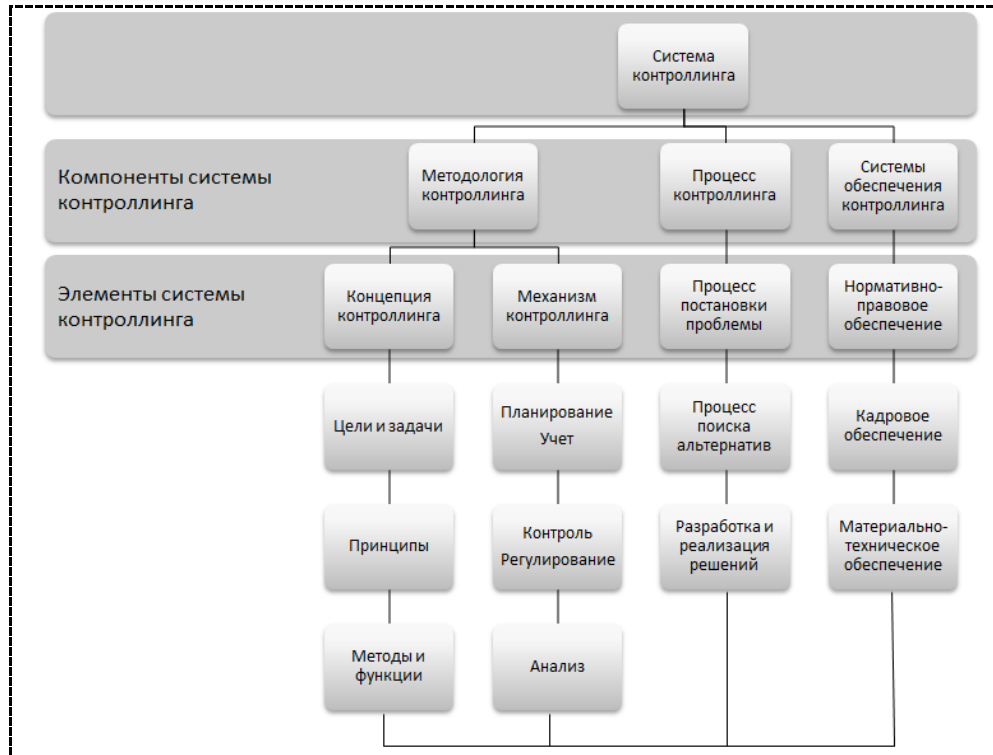 Система
контроллинга
Компоненты системы
контроллинга
Методология
контроллинга
Процесс
контроллинга
Системы
обеспечения
контроллинга
Элементы системы
контроллинга
Концепция
контроллинга
Механизм
контроллинга
Процесс
постановки
проблемы
Нормативно-
правовое
обеспечение
Цели и задачи
Планирование
Учет
Процесс
поиска
альтернатив
Кадровое
обеспечение
Принципы
Контроль
Регулирование
Разработка и
реализация
решений
Материально-
техническое
обеспечение
Методы и
функции
Анализ